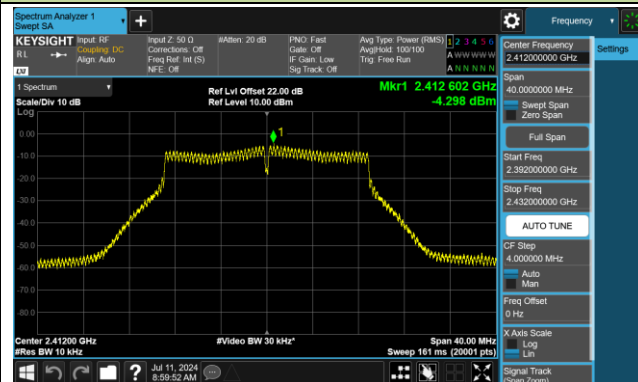 Spectrum Analyzer 1
Swept SA
Frequency
KEYSIGHT
RL
LXI
Input: RF
Coupling: DC
Align: Auto
Input Z: 50 Ω
Corrections: Off
Freq Ref: Int (S)
NFE: Off
#Atten: 20 dB
PNO: Fast
Gate: Off
IF Gain: Low
Sig Track: Off
Avg Type: Power (RMS)
Avg|Hold: 100/100
Trig: Free Run
1 2 3 4 5 6
A W W W W W
A N N N N N
1 Spectrum
Scale/Div 10 dB
Log
Ref Lvl Offset 22.00 dB
Ref Level 10.00 dBm
Mkr1 2.412 602 GHz
-4.298 dBm
1
0.00
-10.0
-20.0
-30.0
-40.0
-50.0
-60.0
-70.0
-80.0
Center 2.41200 GHz
#Res BW 10 kHz
#Video BW 30 kHz*
Span 40.00 MHz
Sweep 161 ms (20001 pts)
Jul 11, 2024
8:59:52 AM
Center Frequency
2.412000000 GHz
Span
40.0000000 MHz
Swept Span
Zero Span
Full Span
Start Freq
2.392000000 GHz
Stop Freq
2.432000000 GHz
AUTO TUNE
CF Step
4.000000 MHz
Auto
Man
Freq Offset
0 Hz
X Axis Scale
Log
Lin
Signal Track
(Span Zoom)
Settings